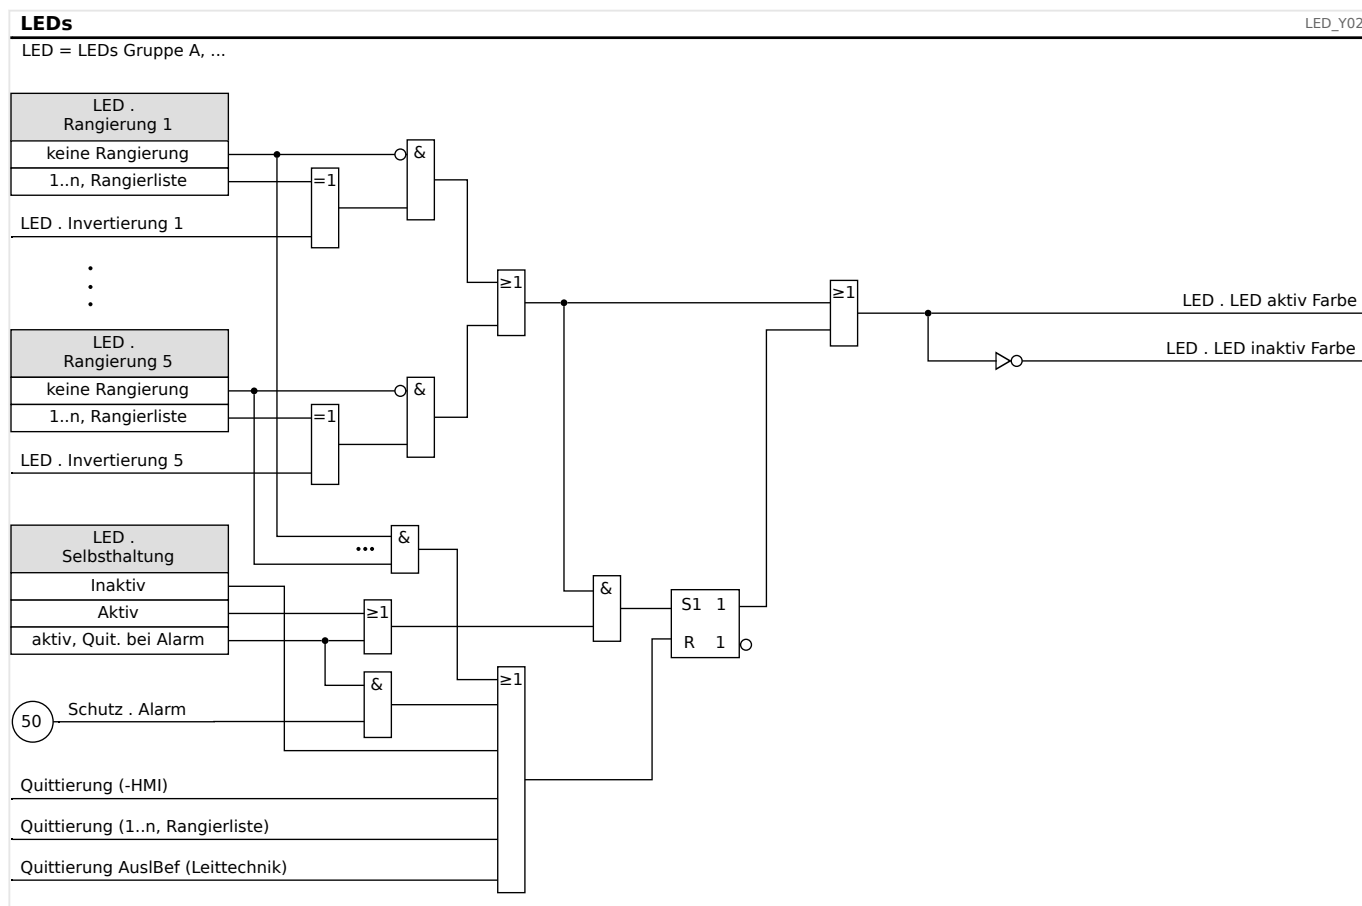 LEDs
LED_Y02
LED = LEDs Gruppe A, ...
LED .
Rangierung 1
keine Rangierung
1..n, Rangierliste
LED . Invertierung 1
&
=1
≥1
≥1
LED . LED aktiv Farbe
LED . LED inaktiv Farbe
LED .
Rangierung 5
keine Rangierung
1..n, Rangierliste
LED . Invertierung 5
&
=1
LED .
Selbsthaltung
Inaktiv
Aktiv
aktiv, Quit. bei Alarm
&
≥1
&
S1 1
R 1
&
≥1
50
Schutz . Alarm
Quittierung (-HMI)
Quittierung (1..n, Rangierliste)
Quittierung AuslBef (Leittechnik)